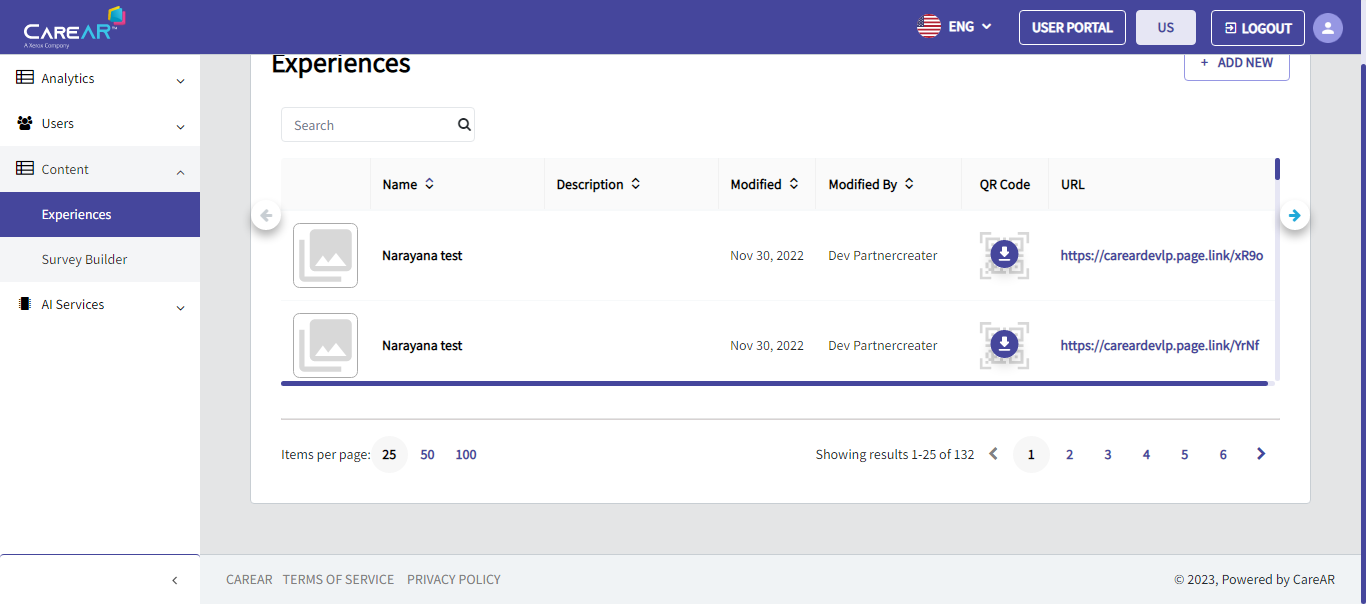 CAREAR™
A Xerox Company
ENG
USER PORTAL
US
LOGOUT
Analytics
Users
Content
Experiences
Survey Builder
AI Services
Experiences
+ ADD NEW
Search
Name Description Modified Modified By QR Code URL
Narayana test Nov 30, 2022 Dev Partnercreater https://careardevlp.page.link/xR9o
Narayana test Nov 30, 2022 Dev Partnercreater https://careardevlp.page.link/YrNf
Items per page: 25 50 100 Showing results 1-25 of 132 1 2 3 4 5 6
CAREAR TERMS OF SERVICE PRIVACY POLICY © 2023, Powered by CareAR